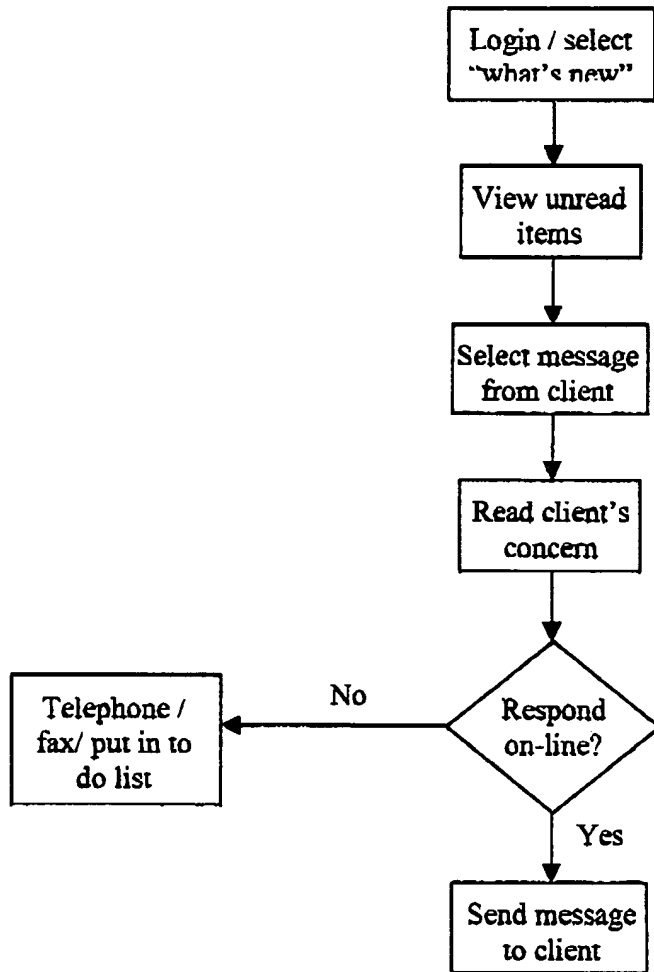 Login / select
“what’s new”
View unread
items
Select message
from client
Read client’s
concern
Respond
on-line?
No
Telephone /
fax/ put in to
do list
Yes
Send message
to client